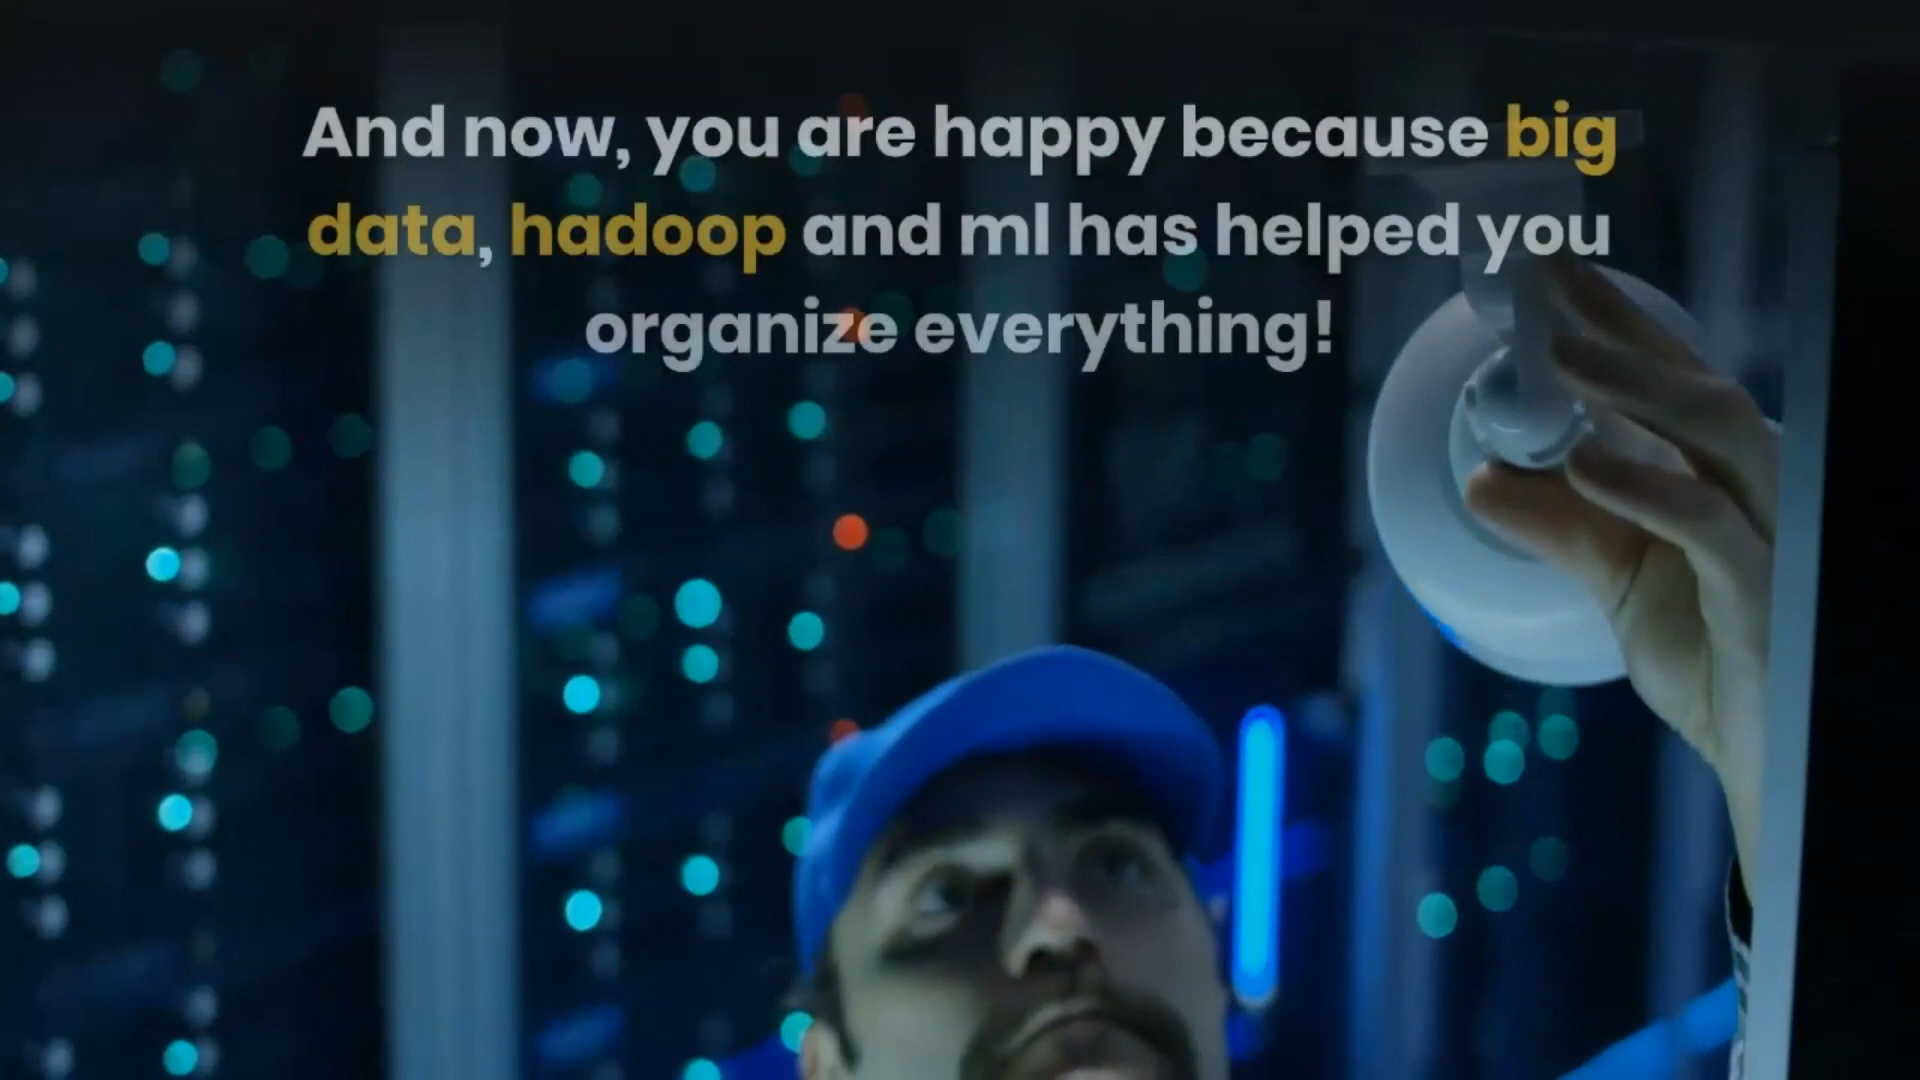 And now, you are happy because big
data, hadoop and ml has helped you
organize everything!